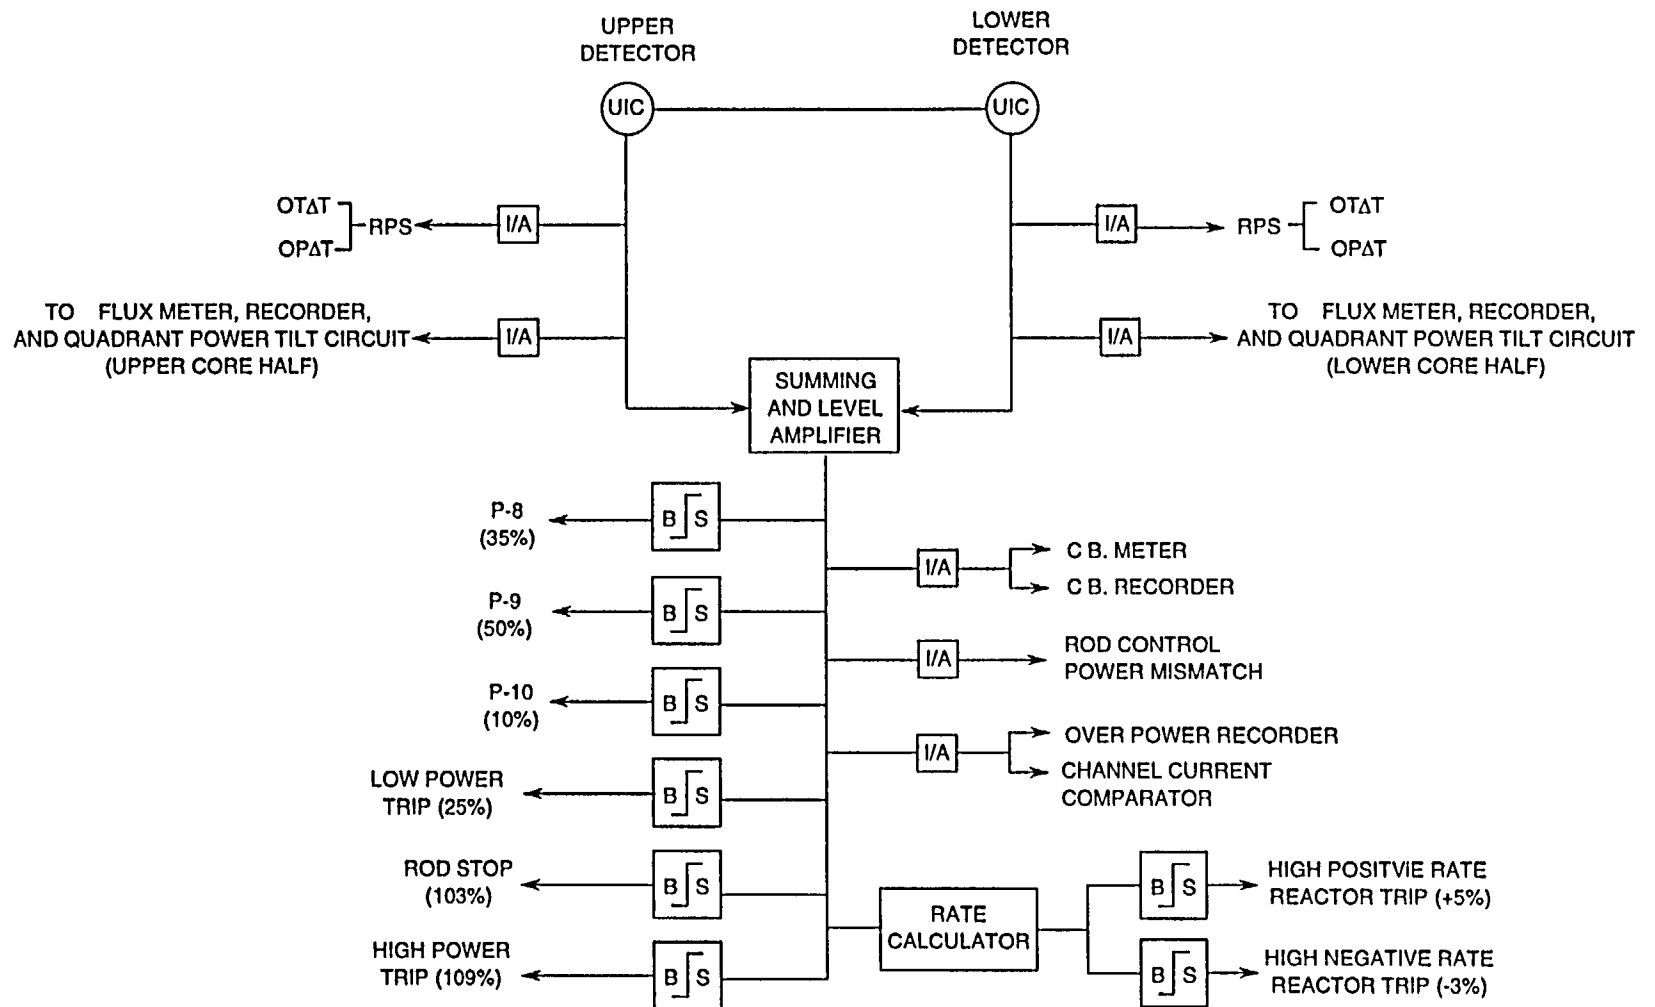 UPPER
DETECTOR
LOWER
DETECTOR
UIC
UIC
OTΔT
OPΔT
RPS
I/A
I/A
RPS
OTΔT
OPΔT
TO FLUX METER, RECORDER,
AND QUADRANT POWER TILT CIRCUIT
(UPPER CORE HALF)
I/A
I/A
TO FLUX METER, RECORDER,
AND QUADRANT POWER TILT CIRCUIT
(LOWER CORE HALF)
SUMMING
AND LEVEL
AMPLIFIER
P-8
(35%)
B S
I/A
C B. METER
C B. RECORDER
P-9
(50%)
B S
I/A
ROD CONTROL
POWER MISMATCH
P-10
(10%)
B S
I/A
OVER POWER RECORDER
CHANNEL CURRENT
COMPARATOR
LOW POWER
TRIP (25%)
B S
ROD STOP
(103%)
B S
HIGH POWER
TRIP (109%)
B S
RATE
CALCULATOR
B S
HIGH POSITVIE RATE
REACTOR TRIP (+5%)
B S
HIGH NEGATIVE RATE
REACTOR TRIP (-3%)